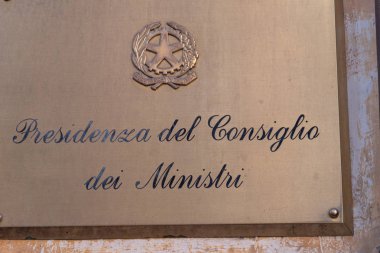 Presidenza del Consiglio
dei Ministri